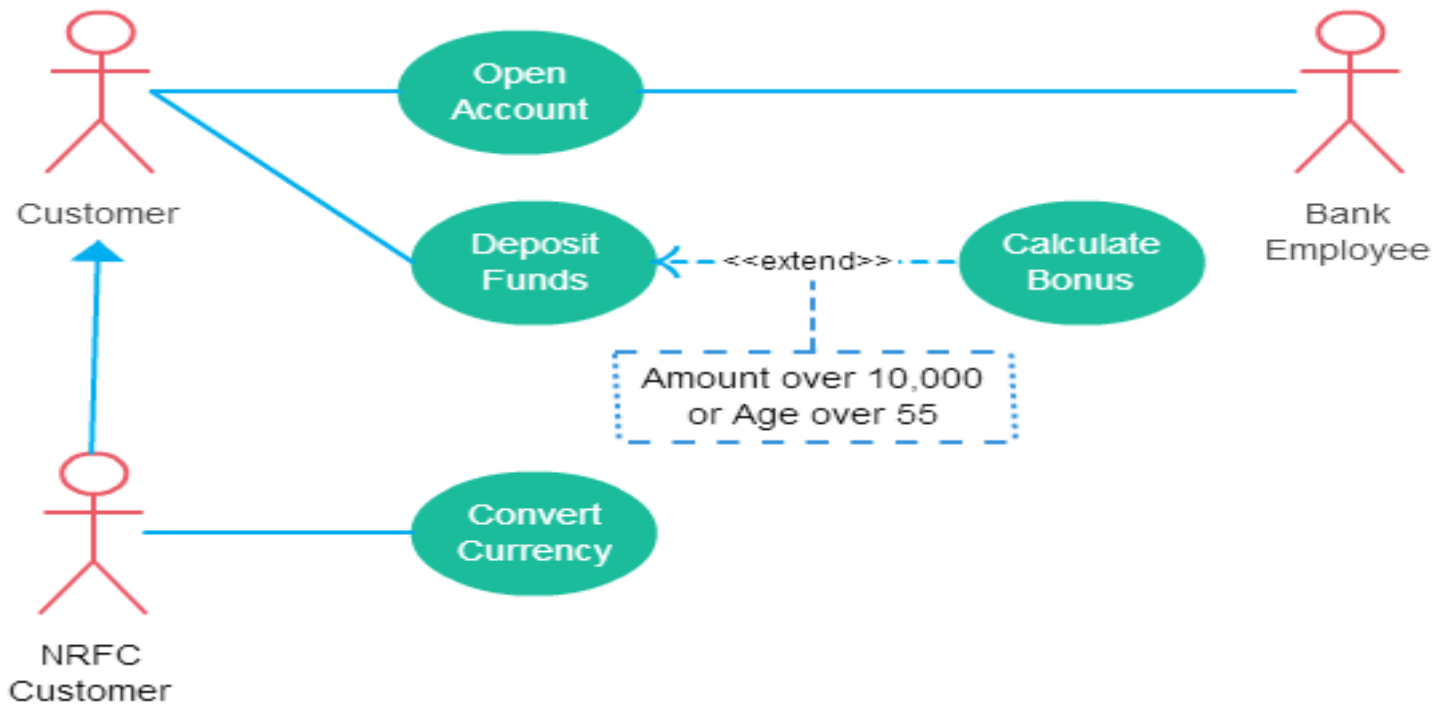 Open
Account
Customer
Bank
Employee
Deposit
Funds
<<extend>>
Calculate
Bonus
Amount over 10,000
or Age over 55
Convert
Currency
NRFC
Customer